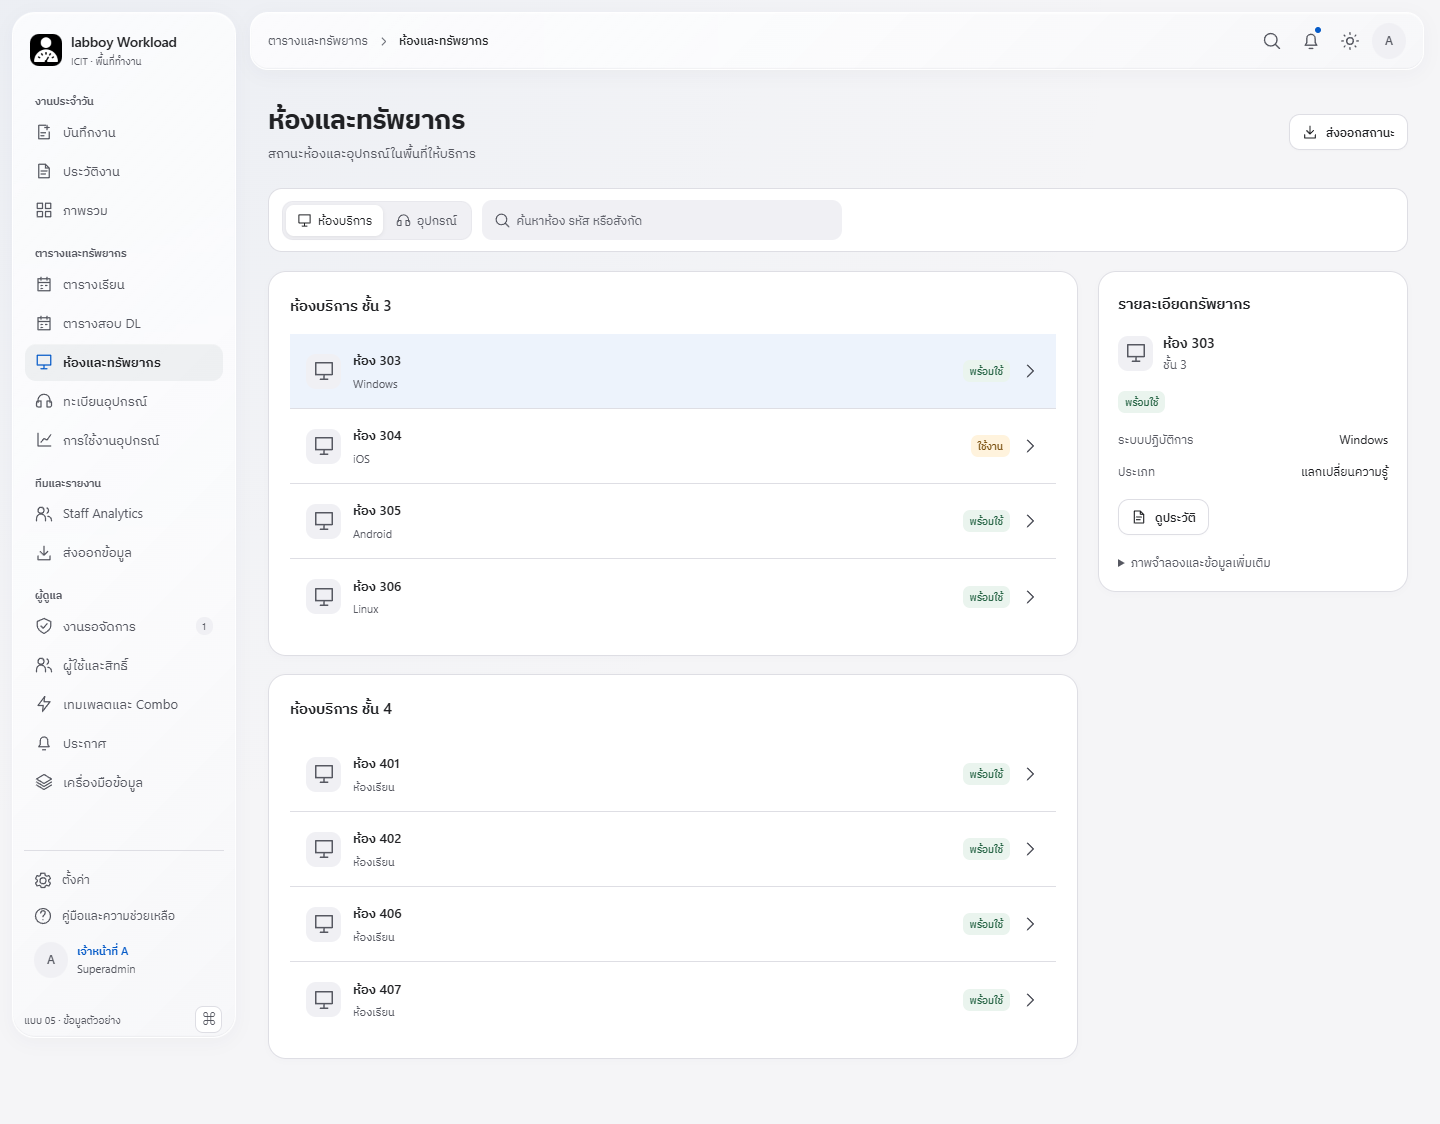 labboy Workload
ICIT · พื้นที่ทำงาน
งานประจำวัน
บันทึกงาน
ประวัติงาน
ภาพรวม
ตารางและทรัพยากร
ตารางเรียน
ตารางสอบ DL
ห้องและทรัพยากร
ทะเบียนอุปกรณ์
การใช้งานอุปกรณ์
ทีมและรายงาน
Staff Analytics
ส่งออกข้อมูล
ผู้ดูแล
งานรอจัดการ 1
ผู้ใช้และสิทธิ์
เทมเพลตและ Combo
ประกาศ
เครื่องมือข้อมูล
ตั้งค่า
คู่มือและความช่วยเหลือ
A
เจ้าหน้าที่ A
Superadmin
แบบ 05 · ข้อมูลตัวอย่าง
ตารางและทรัพยากร > ห้องและทรัพยากร
A
ห้องและทรัพยากร
สถานะห้องและอุปกรณ์ในพื้นที่ให้บริการ
ส่งออกสถานะ
ห้องบริการ อุปกรณ์ ค้นหาห้อง รหัส หรือสังกัด
ห้องบริการ ชั้น 3
ห้อง 303
Windows
พร้อมใช้
ห้อง 304
iOS
ใช้งาน
ห้อง 305
Android
พร้อมใช้
ห้อง 306
Linux
พร้อมใช้
ห้องบริการ ชั้น 4
ห้อง 401
ห้องเรียน
พร้อมใช้
ห้อง 402
ห้องเรียน
พร้อมใช้
ห้อง 406
ห้องเรียน
พร้อมใช้
ห้อง 407
ห้องเรียน
พร้อมใช้
รายละเอียดทรัพยากร
ห้อง 303
ชั้น 3
พร้อมใช้
ระบบปฏิบัติการ Windows
ประเภท แลกเปลี่ยนความรู้
ดูประวัติ
ภาพจำลองและข้อมูลเพิ่มเติม